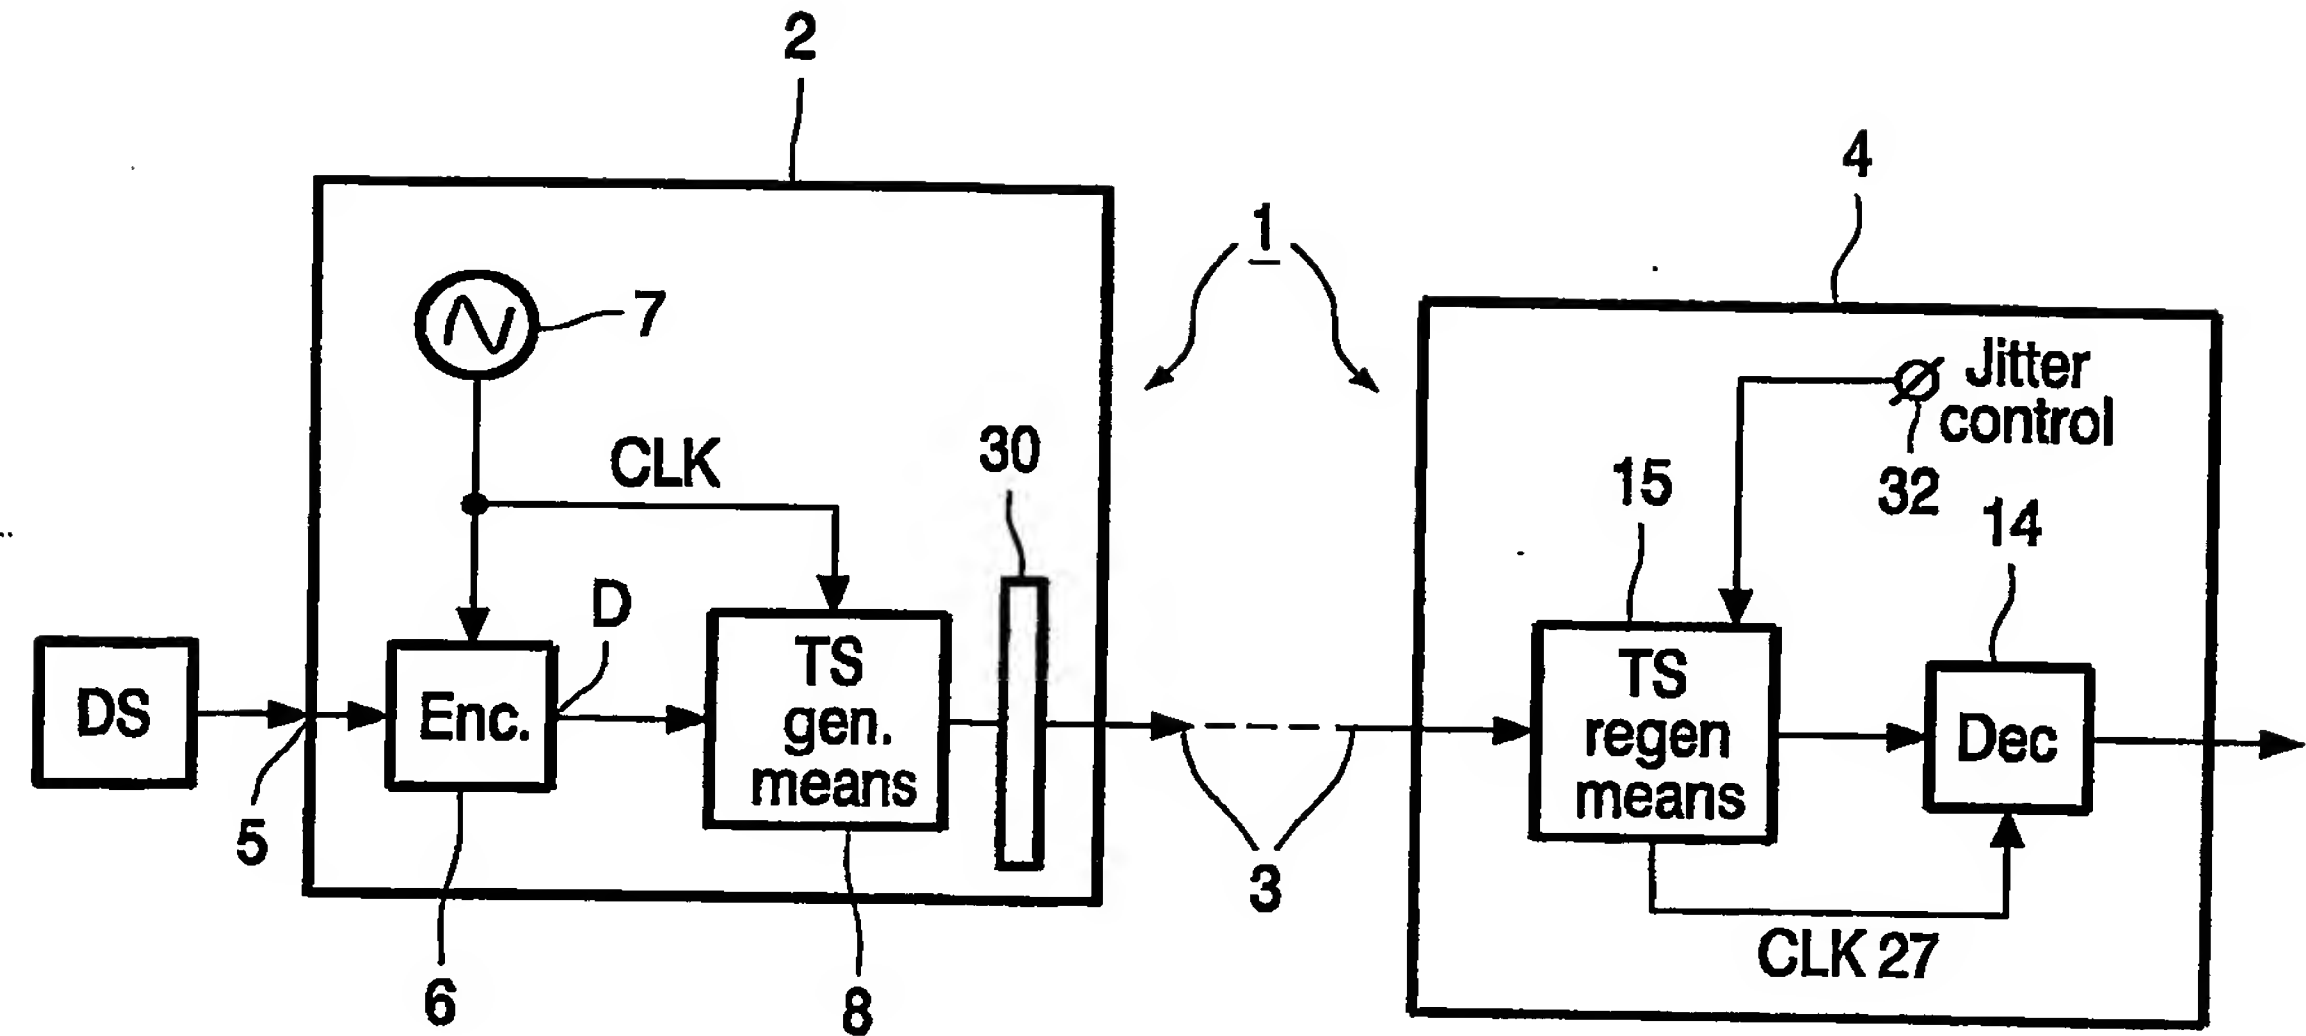 2
4
1
7
Jitter
control
CLK
30
15
32
14
D
DS
Enc.
TS
gen.
means
TS
regen
means
Dec
5
3
CLK 27
6
8